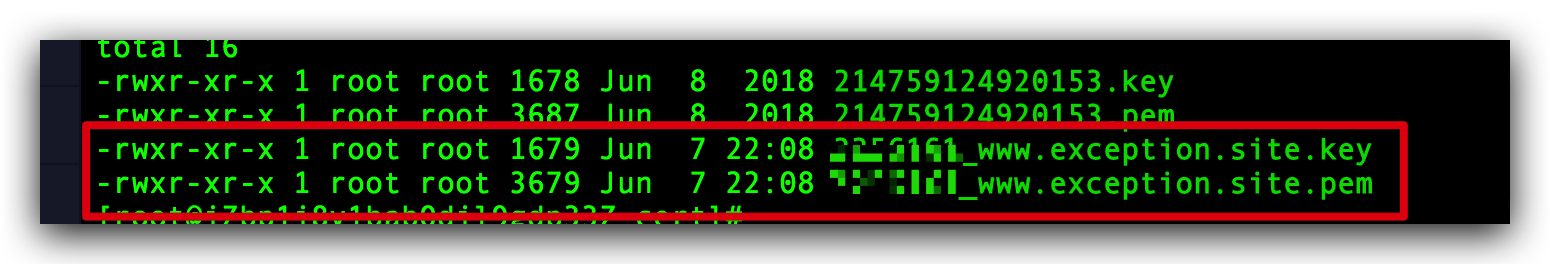 total 16
-rwxr-xr-x 1 root root 1678 Jun 8 2018 214759124920153.key
-rwxr-xr-x 1 root root 3687 Jun 8 2018 214759124920153.pem
-rwxr-xr-x 1 root root 1679 Jun 7 22:08 _www.exception.site.key
-rwxr-xr-x 1 root root 3679 Jun 7 22:08 _www.exception.site.pem